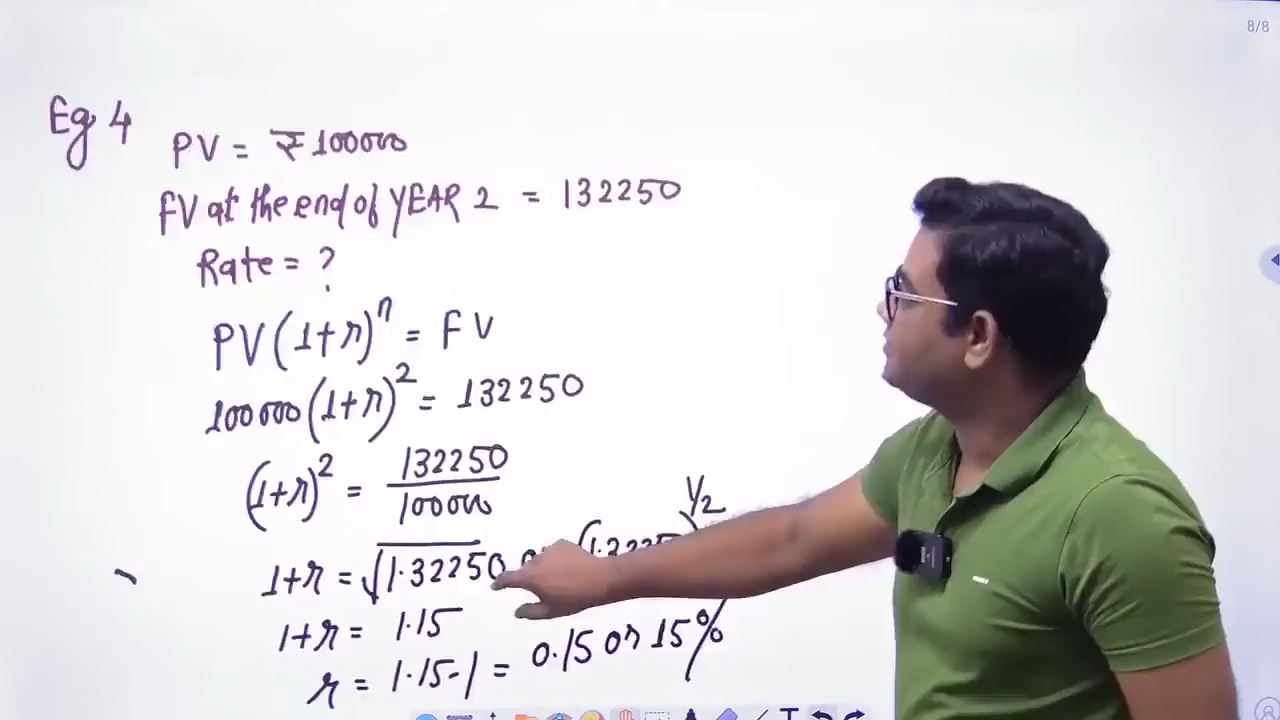 8/8
Eg 4
PV = ₹100000
FV at the end of YEAR 2 = 132250
Rate = ?
PV(1+r)^n = FV
100000(1+r)^2 = 132250
(1+r)^2 = 132250/100000
1+r = √1.32250 (1.3225)^1/2
1+r = 1.15
r = 1.15-1 = 0.15 or 15%